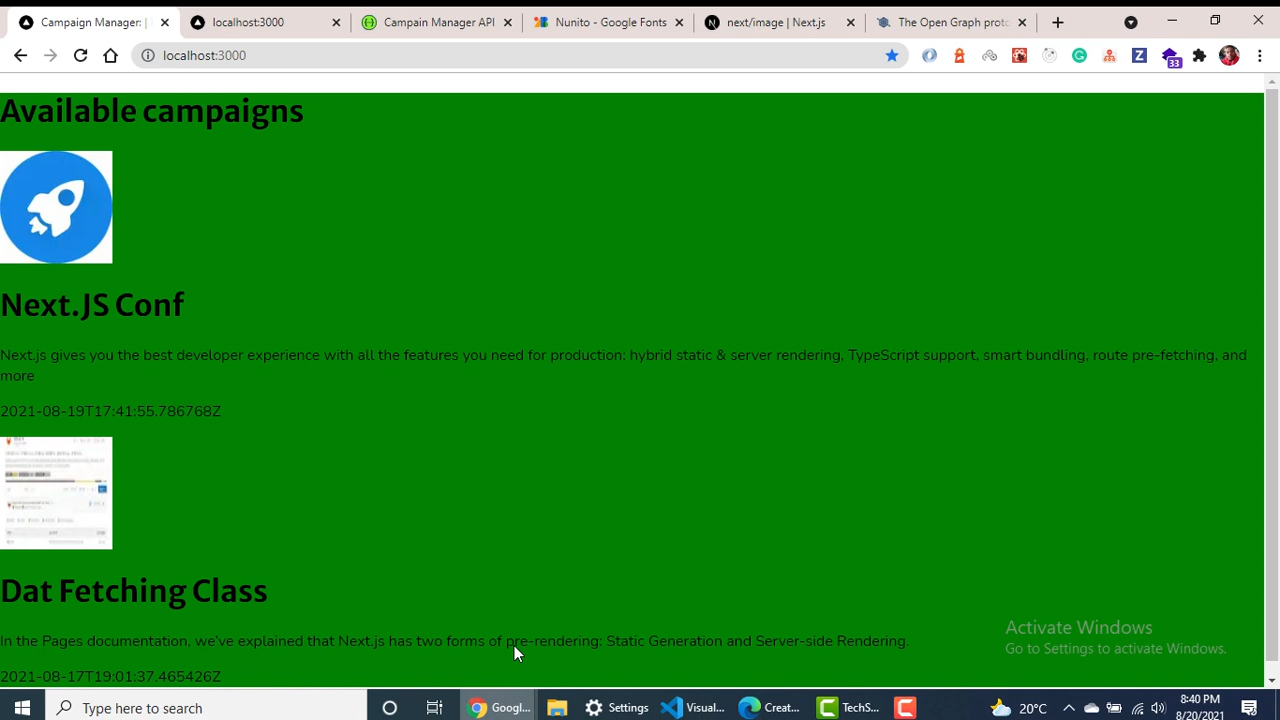 Campaign Manager: |
localhost:3000
Campain Manager API
Nunito - Google Fonts
next/image | Next.js
The Open Graph proto
localhost:3000
33
Available campaigns
Next.JS Conf
Next.js gives you the best developer experience with all the features you need for production: hybrid static & server rendering, TypeScript support, smart bundling, route pre-fetching, and
more
2021-08-19T17:41:55.786768Z
Dat Fetching Class
In the Pages documentation, we've explained that Next.js has two forms of pre-rendering: Static Generation and Server-side Rendering.
2021-08-17T19:01:37.465426Z
Activate Windows
Go to Settings to activate Windows.
Type here to search
Googl...
Settings
Visual...
Creat...
TechS...
20°C
8:40 PM
8/20/2021